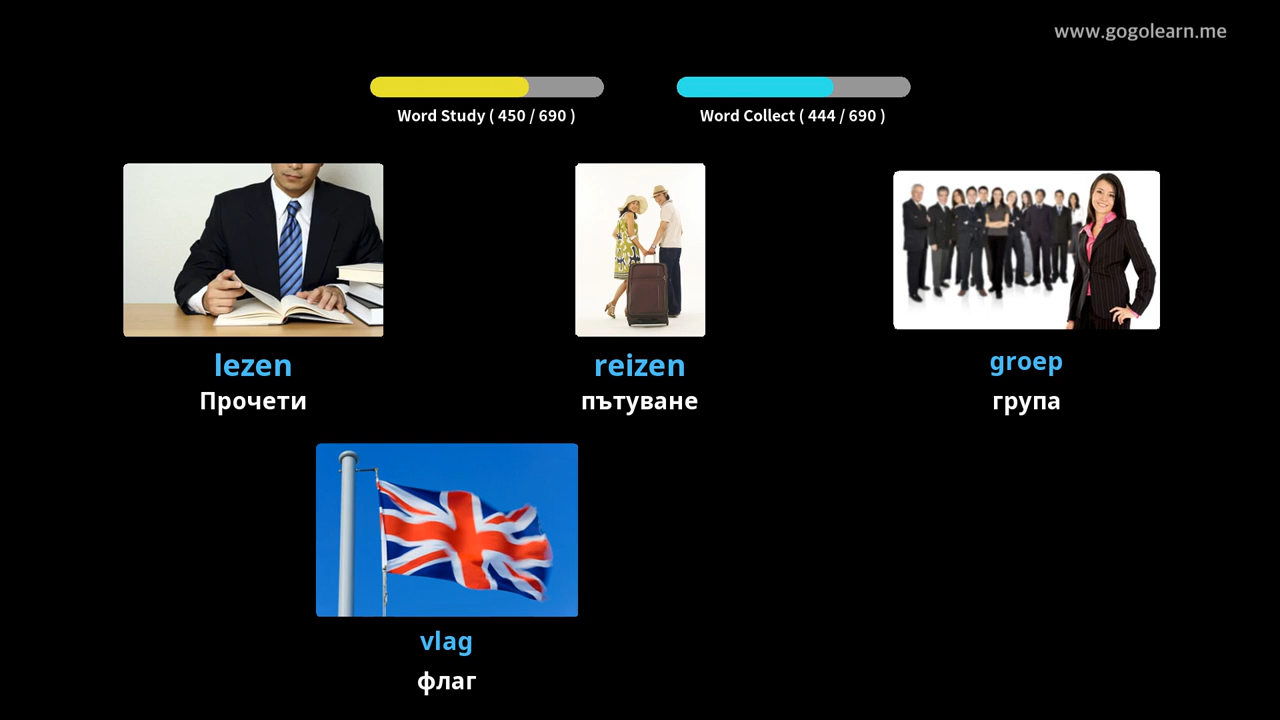 www.gogolearn.me
Word Study ( 450 / 690 )
Word Collect ( 444 / 690 )
lezen
Прочети
reizen
пътуване
groep
група
vlag
флаг